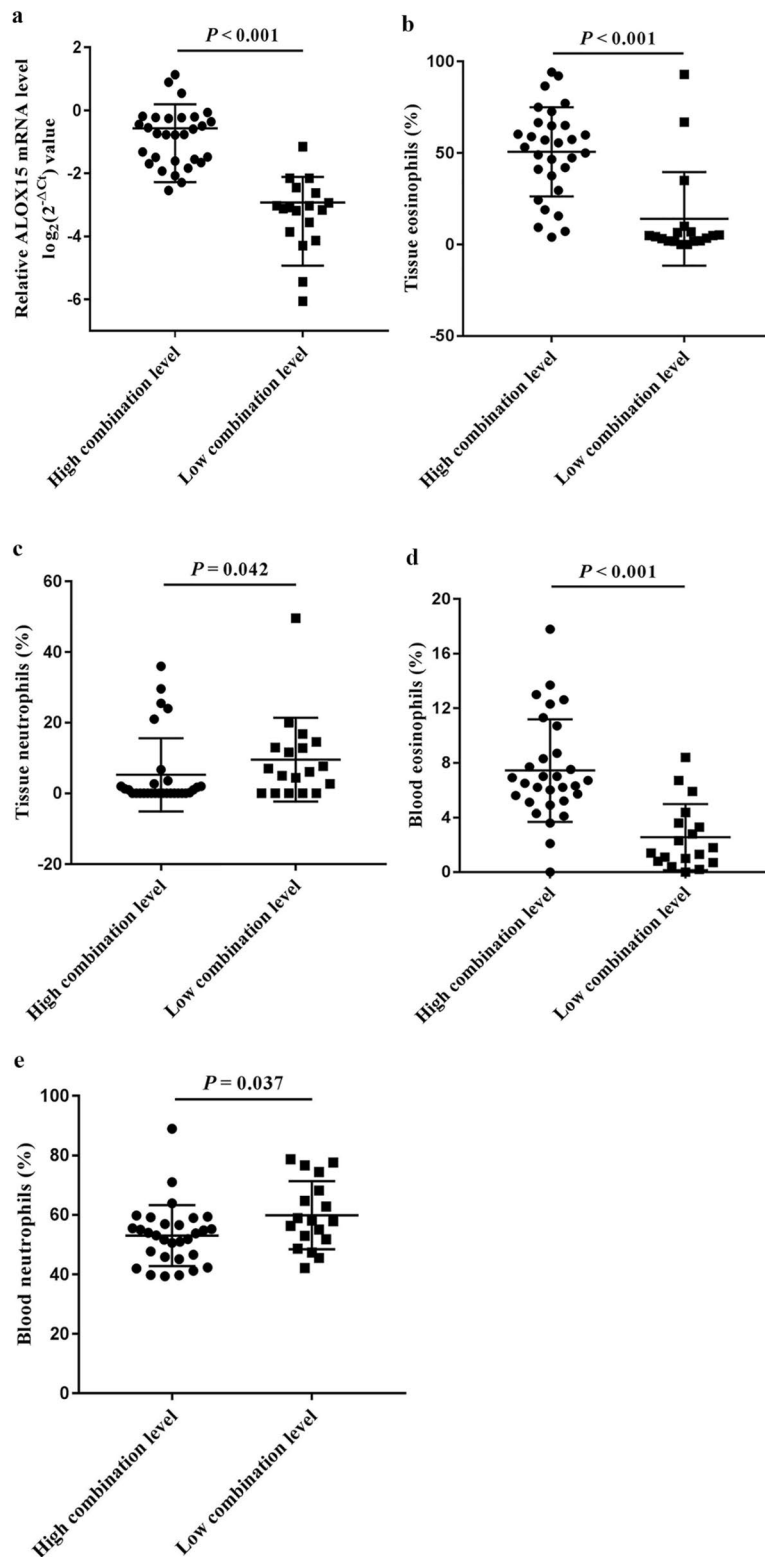 a
P < 0.001
Relative ALOX15 mRNA level
log₂(2^-ΔCt) value
2
0
-2
-4
-6
High combination level
Low combination level
b
P < 0.001
Tissue eosinophils (%)
100
50
0
-50
High combination level
Low combination level
c
P = 0.042
Tissue neutrophils (%)
60
40
20
0
-20
High combination level
Low combination level
d
P < 0.001
Blood eosinophils (%)
20
16
12
8
4
0
High combination level
Low combination level
e
P = 0.037
Blood neutrophils (%)
100
80
60
40
20
0
High combination level
Low combination level